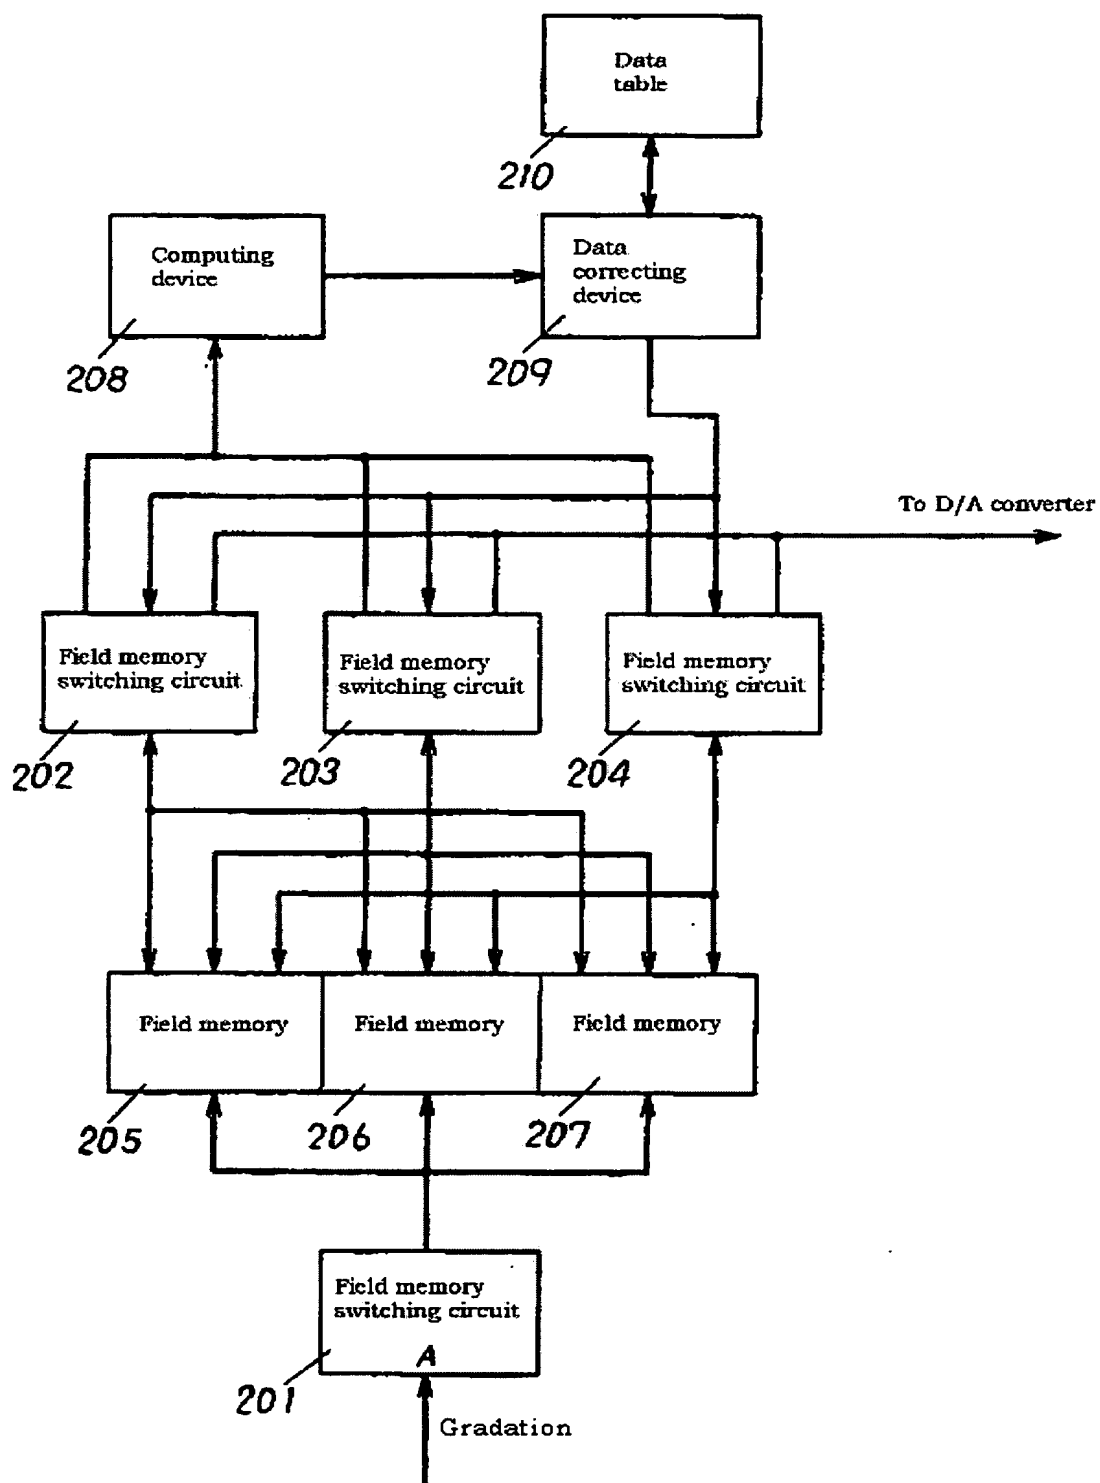 Data
table
210
Computing
device
208
Data
correcting
device
209
To D/A converter
Field memory
switching circuit
202
Field memory
switching circuit
203
Field memory
switching circuit
204
Field memory
205
Field memory
206
Field memory
207
Field memory
switching circuit
A
201
Gradation